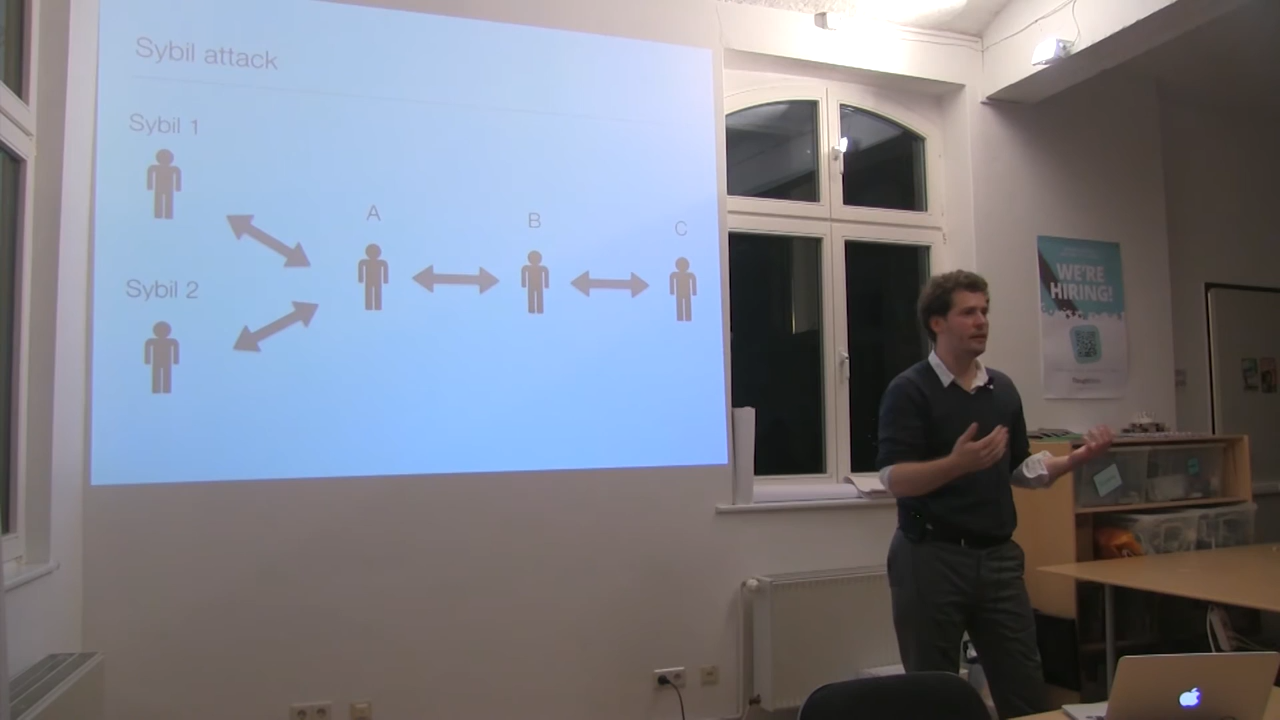 Sybil attack
Sybil 1
A
B
C
Sybil 2
WE'RE
HIRING!